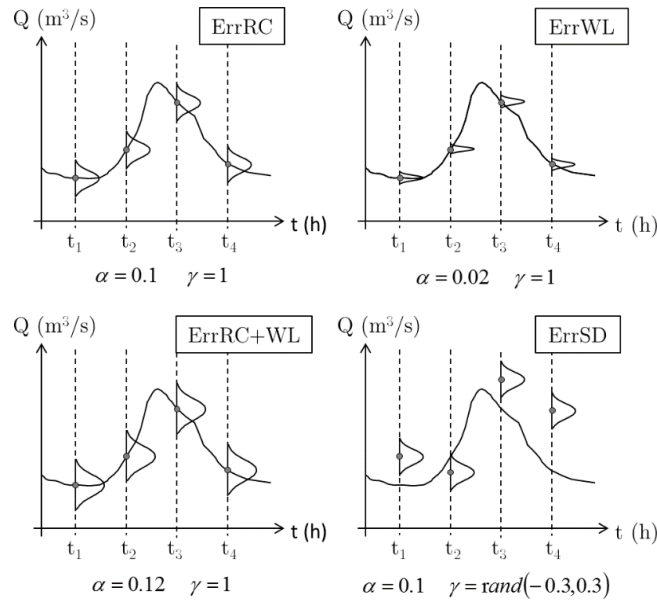 Q (m³/s)
ErrRC
t (h)
t₁ t₂ t₃ t₄
α = 0.1 γ = 1
Q (m³/s)
ErrWL
t (h)
t₁ t₂ t₃ t₄
α = 0.02 γ = 1
Q (m³/s)
ErrRC+WL
t (h)
t₁ t₂ t₃ t₄
α = 0.12 γ = 1
Q (m³/s)
ErrSD
t (h)
t₁ t₂ t₃ t₄
α = 0.1 γ = rand(−0.3,0.3)